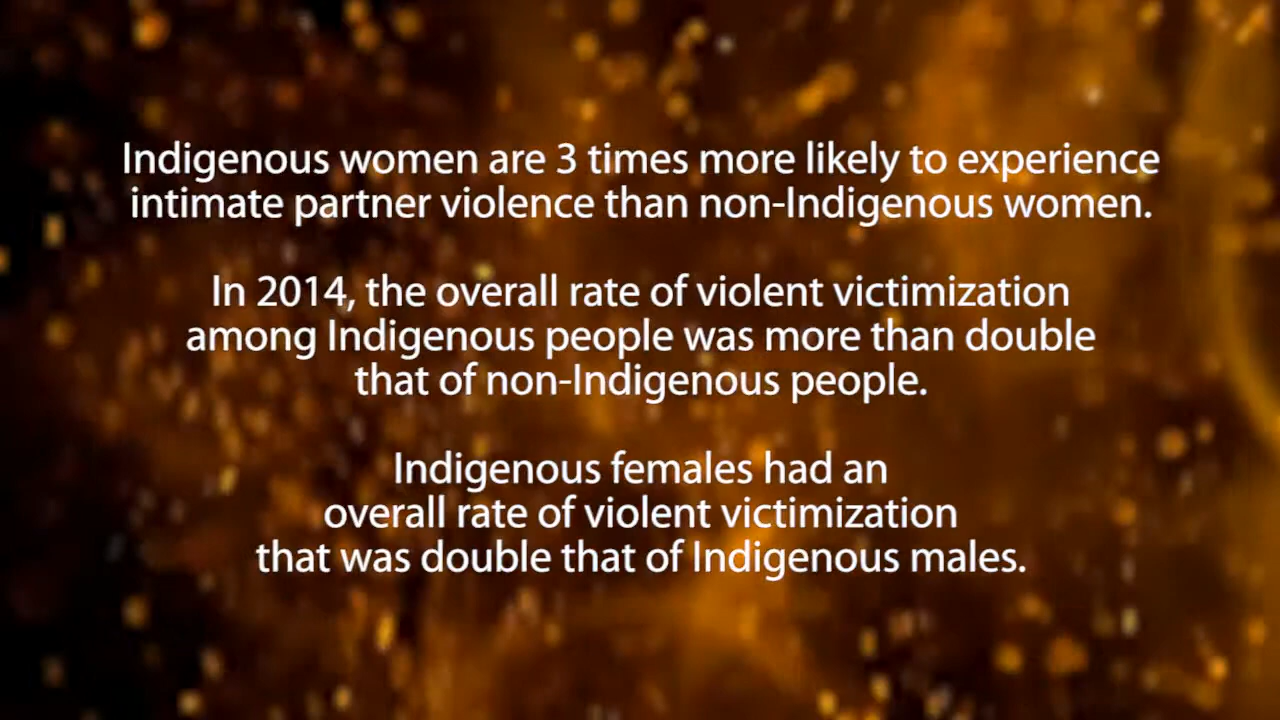 Indigenous women are 3 times more likely to experience
intimate partner violence than non-Indigenous women.
In 2014, the overall rate of violent victimization
among Indigenous people was more than double
that of non-Indigenous people.
Indigenous females had an
overall rate of violent victimization
that was double that of Indigenous males.